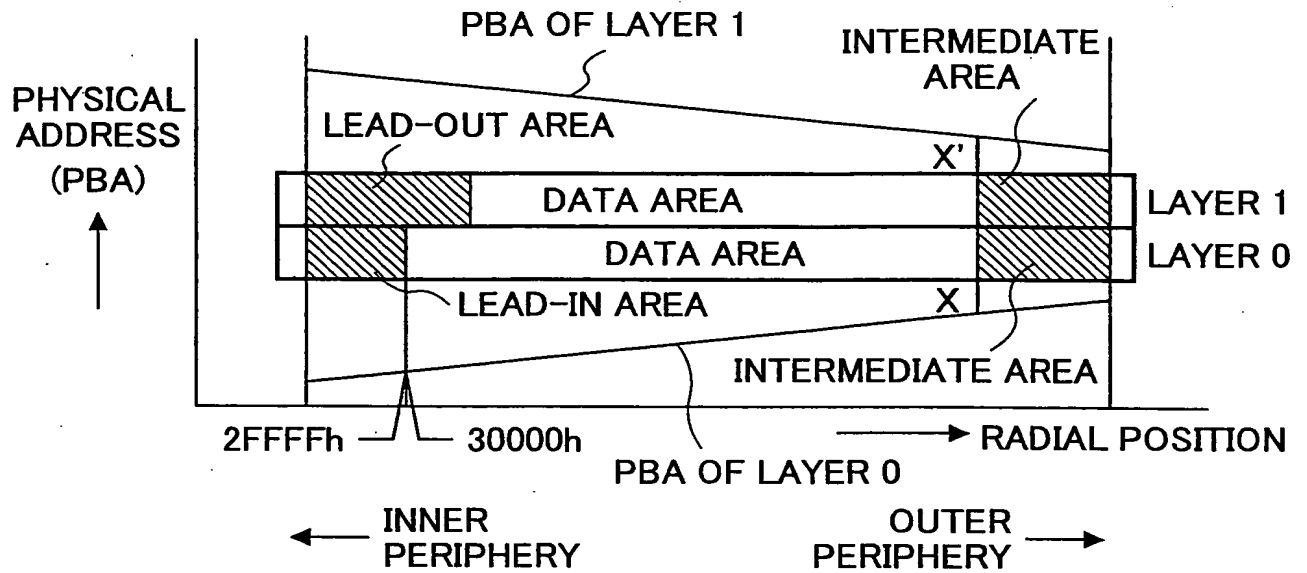 PBA OF LAYER 1
INTERMEDIATE
AREA
PHYSICAL
ADDRESS
(PBA)
LEAD-OUT AREA
X'
DATA AREA
LAYER 1
DATA AREA
LAYER 0
LEAD-IN AREA
X
INTERMEDIATE AREA
2FFFFh
30000h
RADIAL POSITION
PBA OF LAYER 0
INNER
PERIPHERY
OUTER
PERIPHERY